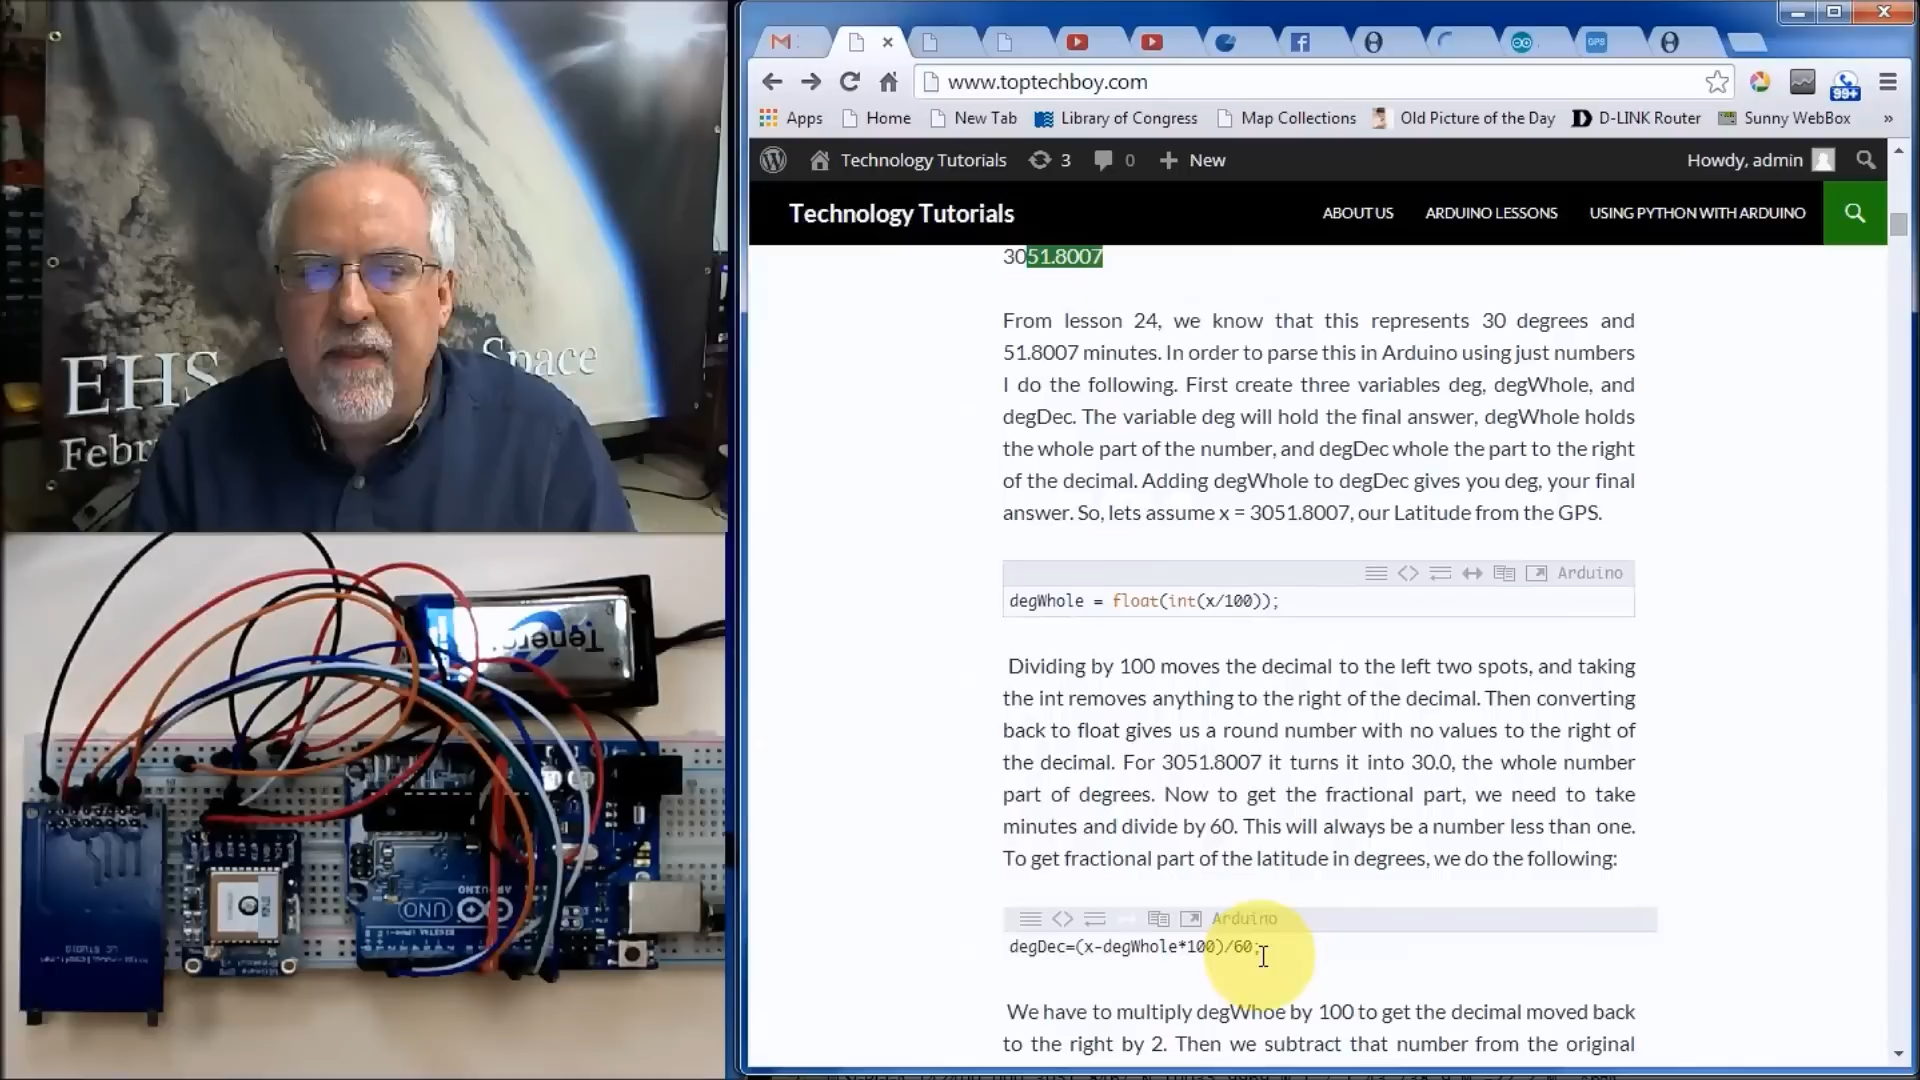 EHS
Space
Febr
UNO
ARDUINO
www.toptechboy.com
99+
Apps
Home
New Tab
Library of Congress
Map Collections
Old Picture of the Day
D-LINK Router
Sunny WebBox
»
Technology Tutorials
3
0
New
Howdy, admin
Technology Tutorials
ABOUT US
ARDUINO LESSONS
USING PYTHON WITH ARDUINO
3051.8007
From lesson 24, we know that this represents 30 degrees and
51.8007 minutes. In order to parse this in Arduino using just numbers
I do the following. First create three variables deg, degWhole, and
degDec. The variable deg will hold the final answer, degWhole holds
the whole part of the number, and degDec whole the part to the right
of the decimal. Adding degWhole to degDec gives you deg, your final
answer. So, lets assume x = 3051.8007, our Latitude from the GPS.
Arduino
degWhole = float(int(x/100));
Dividing by 100 moves the decimal to the left two spots, and taking
the int removes anything to the right of the decimal. Then converting
back to float gives us a round number with no values to the right of
the decimal. For 3051.8007 it turns it into 30.0, the whole number
part of degrees. Now to get the fractional part, we need to take
minutes and divide by 60. This will always be a number less than one.
To get fractional part of the latitude in degrees, we do the following:
Arduino
degDec=(x-degWhole*100)/60;
We have to multiply degWhoe by 100 to get the decimal moved back
to the right by 2. Then we subtract that number from the original